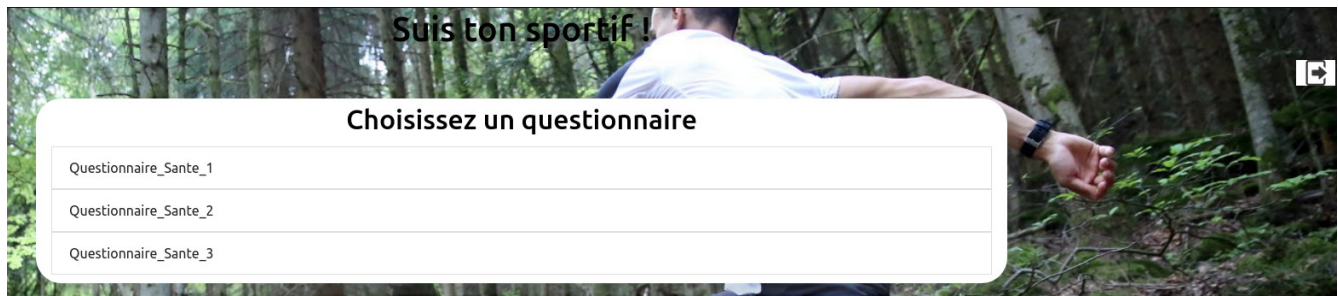 Suis ton sportif !
Choisissez un questionnaire
Questionnaire_Sante_1
Questionnaire_Sante_2
Questionnaire_Sante_3